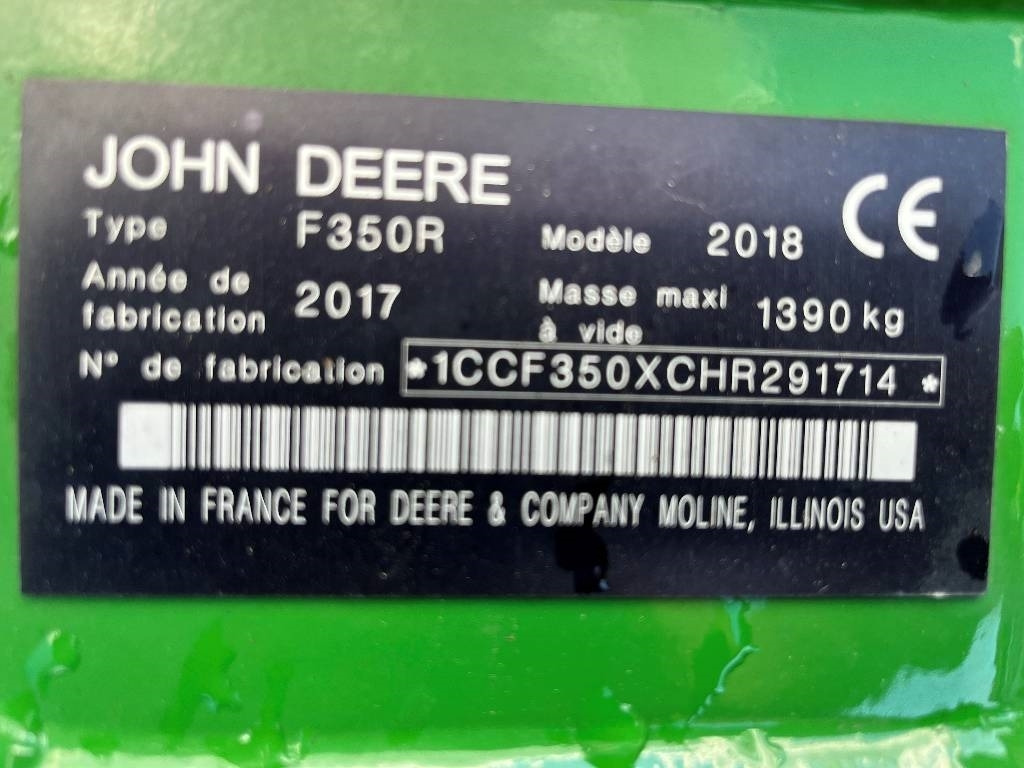 JOHN DEERE
CE
Type F350R Modèle 2018
Année de fabrication 2017 Masse maxi à vide 1390 kg
N° de fabrication *1CCF350XCHR291714*
MADE IN FRANCE FOR DEERE & COMPANY MOLINE, ILLINOIS USA